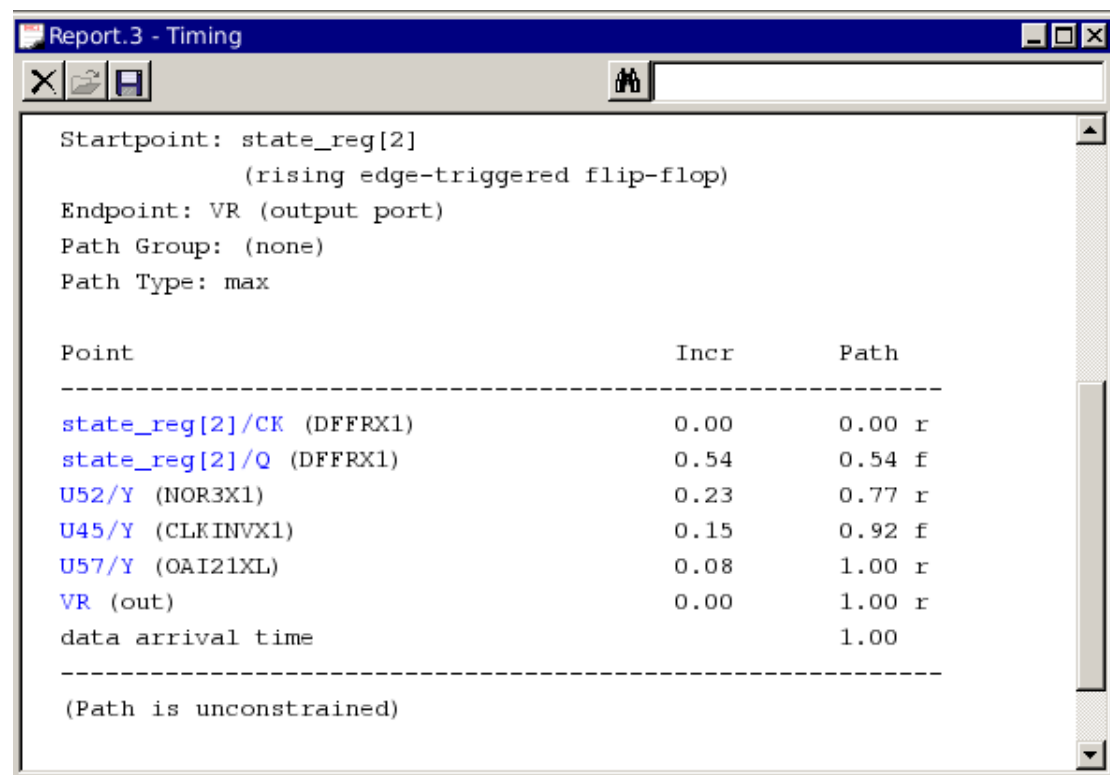 Report.3 - Timing
Startpoint: state_reg[2]
(rising edge-triggered flip-flop)
Endpoint: VR (output port)
Path Group: (none)
Path Type: max
Point Incr Path
-----------------------------------------------------------
state_reg[2]/CK (DFFRX1) 0.00 0.00 r
state_reg[2]/Q (DFFRX1) 0.54 0.54 f
U52/Y (NOR3X1) 0.23 0.77 r
U45/Y (CLKINVX1) 0.15 0.92 f
U57/Y (OAI21XL) 0.08 1.00 r
VR (out) 0.00 1.00 r
data arrival time 1.00
-----------------------------------------------------------
(Path is unconstrained)